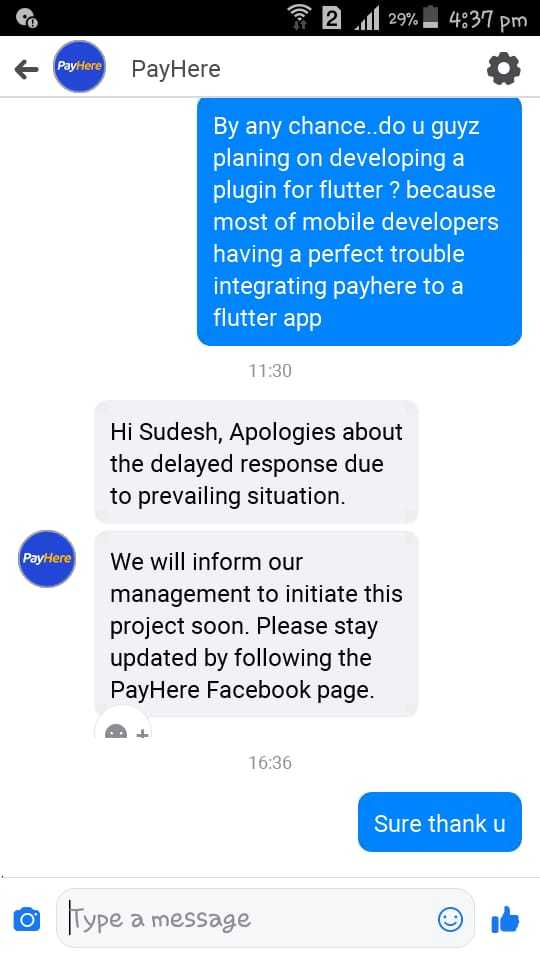 2 29% 4:37 pm
PayHere PayHere
By any chance..do u guyz
planing on developing a
plugin for flutter ? because
most of mobile developers
having a perfect trouble
integrating payhere to a
flutter app
11:30
Hi Sudesh, Apologies about
the delayed response due
to prevailing situation.
PayHere
We will inform our
management to initiate this
project soon. Please stay
updated by following the
PayHere Facebook page.
16:36
Sure thank u
Type a message